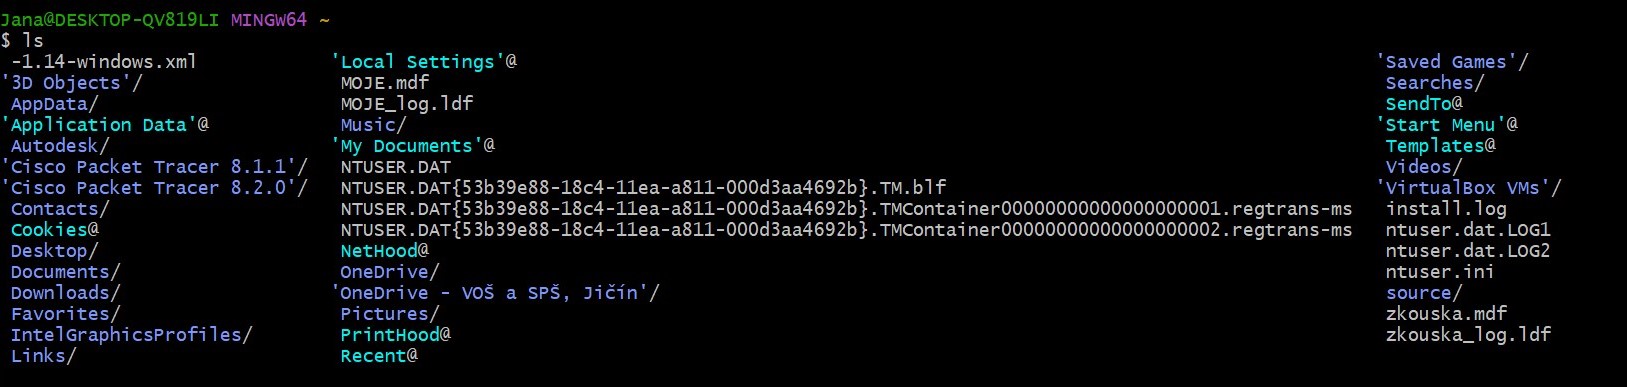 Jana@DESKTOP-QV819LI MINGW64 ~
$ ls
-1.14-windows.xml 'Local Settings'@ 'Saved Games'/
'3D Objects'/ MOJE.mdf Searches/
AppData/ MOJE_log.ldf SendTo@
'Application Data'@ Music/ 'Start Menu'@
Autodesk/ 'My Documents'@ Templates@
'Cisco Packet Tracer 8.1.1'/ NTUSER.DAT Videos/
'Cisco Packet Tracer 8.2.0'/ NTUSER.DAT{53b39e88-18c4-11ea-a811-000d3aa4692b}.TM.blf 'VirtualBox VMs'/
Contacts/ NTUSER.DAT{53b39e88-18c4-11ea-a811-000d3aa4692b}.TMContainer00000000000000000001.regtrans-ms install.log
Cookies@ NTUSER.DAT{53b39e88-18c4-11ea-a811-000d3aa4692b}.TMContainer00000000000000000002.regtrans-ms ntuser.dat.LOG1
Desktop/ NetHood@ ntuser.dat.LOG2
Documents/ OneDrive/ ntuser.ini
Downloads/ 'OneDrive - VOŠ a SPŠ, Jičín'/ source/
Favorites/ Pictures/ zkouska.mdf
IntelGraphicsProfiles/ PrintHood@ zkouska_log.ldf
Links/ Recent@